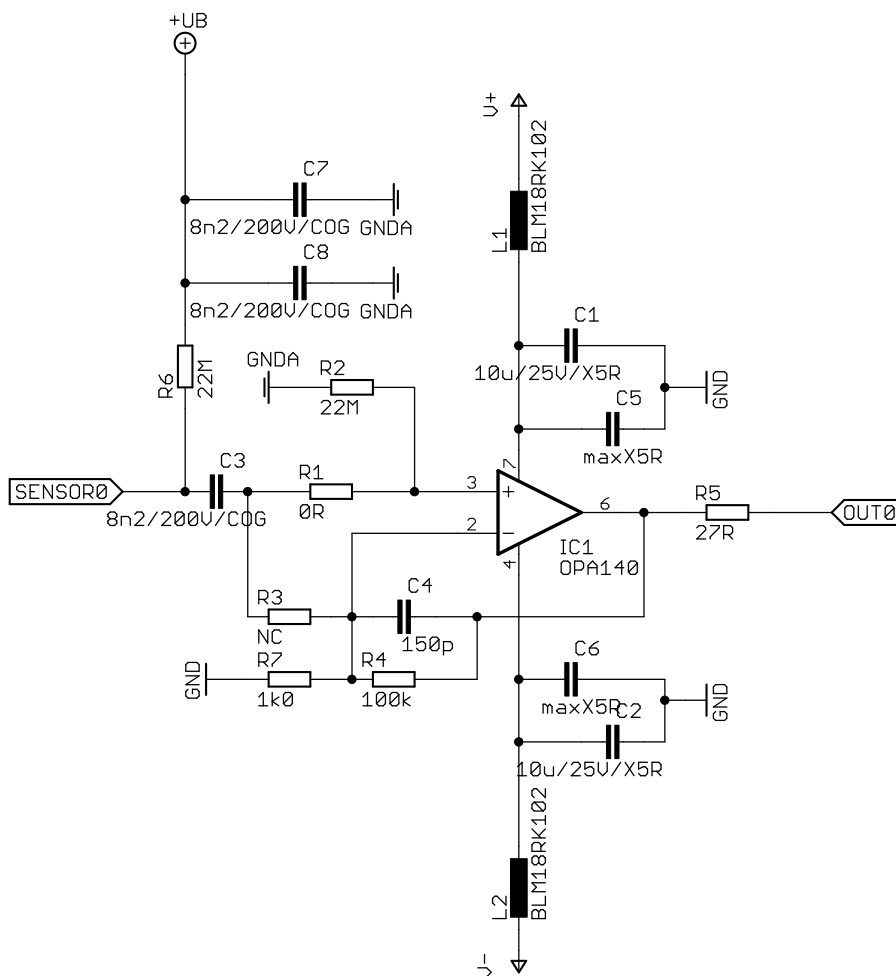 +UB
V+
BLM18RK102
L1
C7
8n2/200V/COG
GNDA
C8
8n2/200V/COG
GNDA
C1
10u/25V/X5R
GND
C5
maxX5R
R6
22M
GNDA
R2
22M
SENSOR0
C3
8n2/200V/COG
R1
0R
3
2
7
4
6
IC1
OPA140
R5
27R
OUT0
R3
NC
C4
150p
GND
R7
1k0
R4
100k
C6
maxX5R
C2
10u/25V/X5R
GND
BLM18RK102
L2
V-